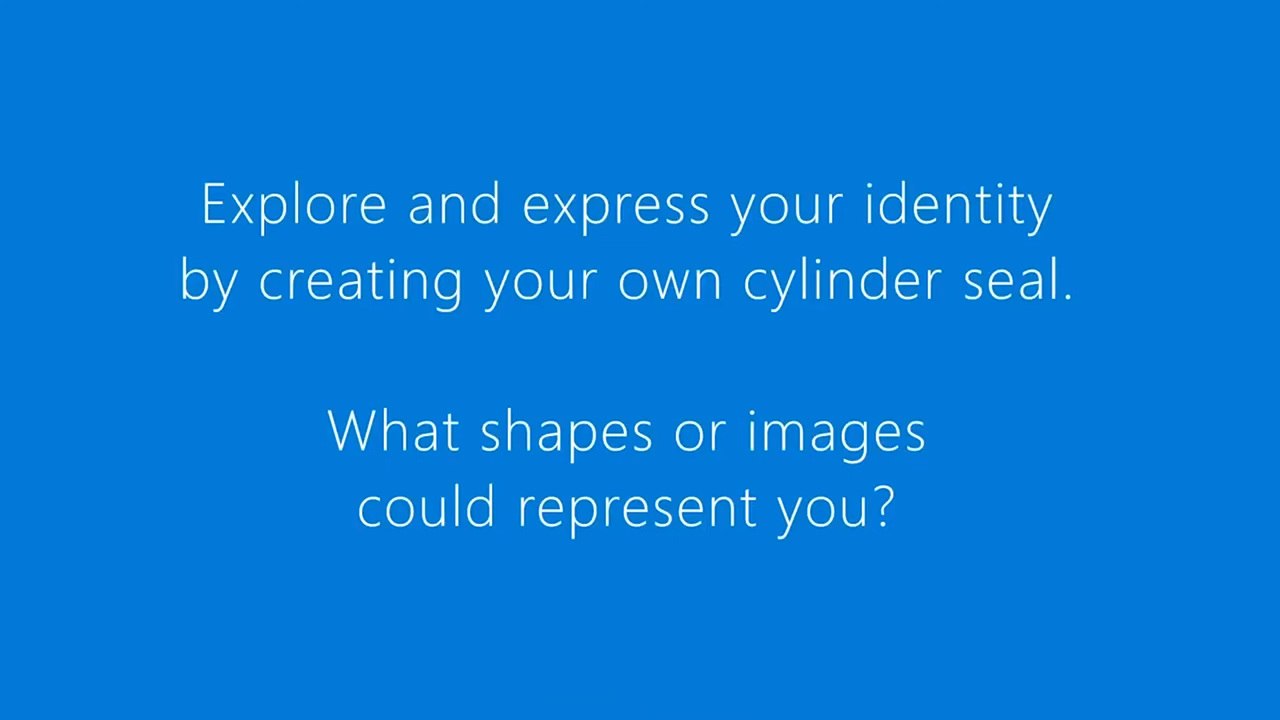 Explore and express your identity
by creating your own cylinder seal.
What shapes or images
could represent you?